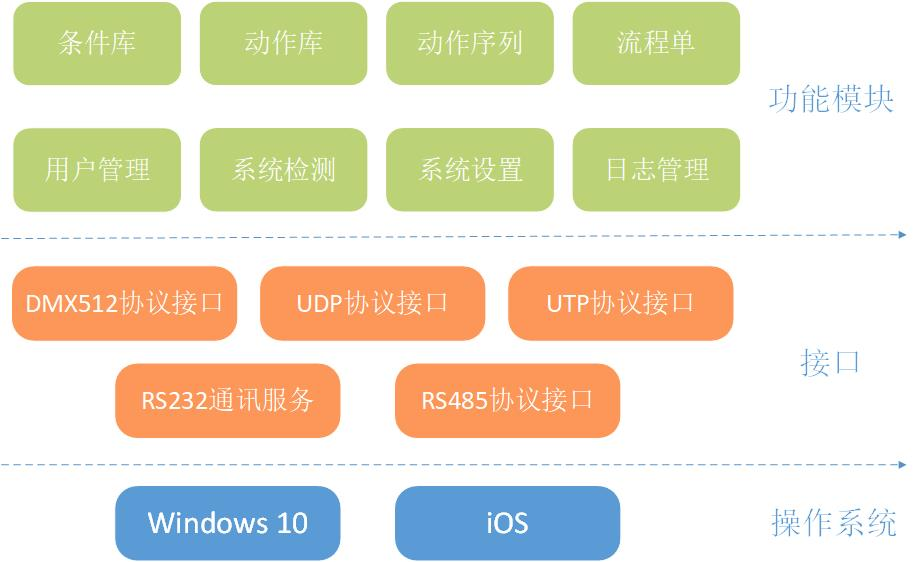 条件库
动作库
动作序列
流程单
功能模块
用户管理
系统检测
系统设置
日志管理
DMX512协议接口
UDP协议接口
UTP协议接口
接口
RS232通讯服务
RS485协议接口
Windows 10
iOS
操作系统